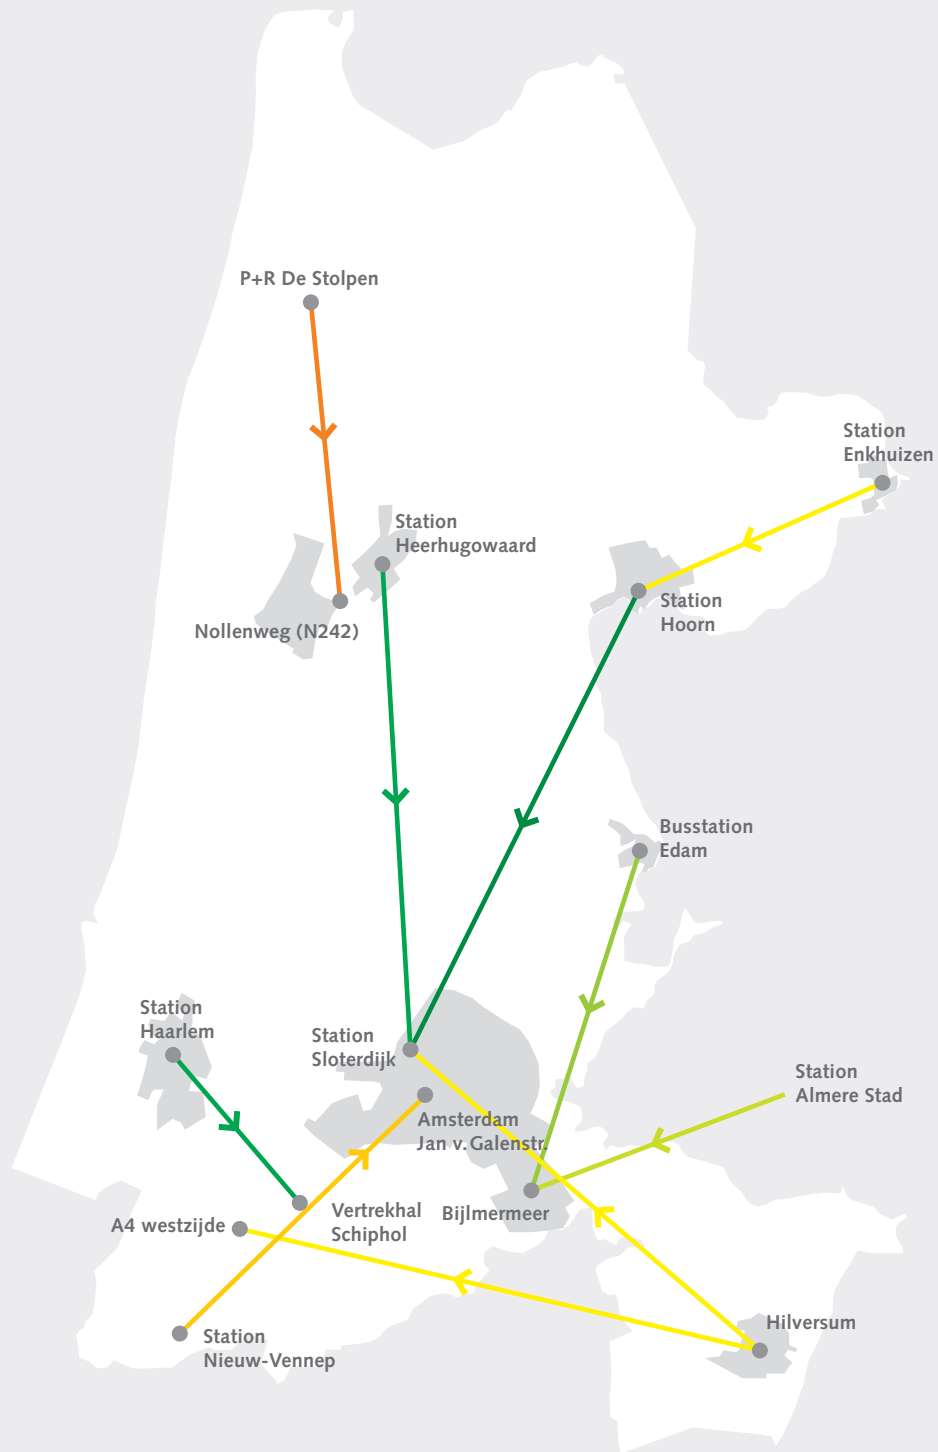 P+R De Stolpen
Station
Enkhuizen
Station
Heerhugowaard
Station
Hoorn
Nollenweg (N242)
Busstation
Edam
Station
Haarlem
Station
Sloterdijk
Station
Almere Stad
Amsterdam
Jan v. Galenstr.
Vertrekhal
Schiphol
Bijlmermeer
A4 westzijde
Station
Nieuw-Vennep
Hilversum